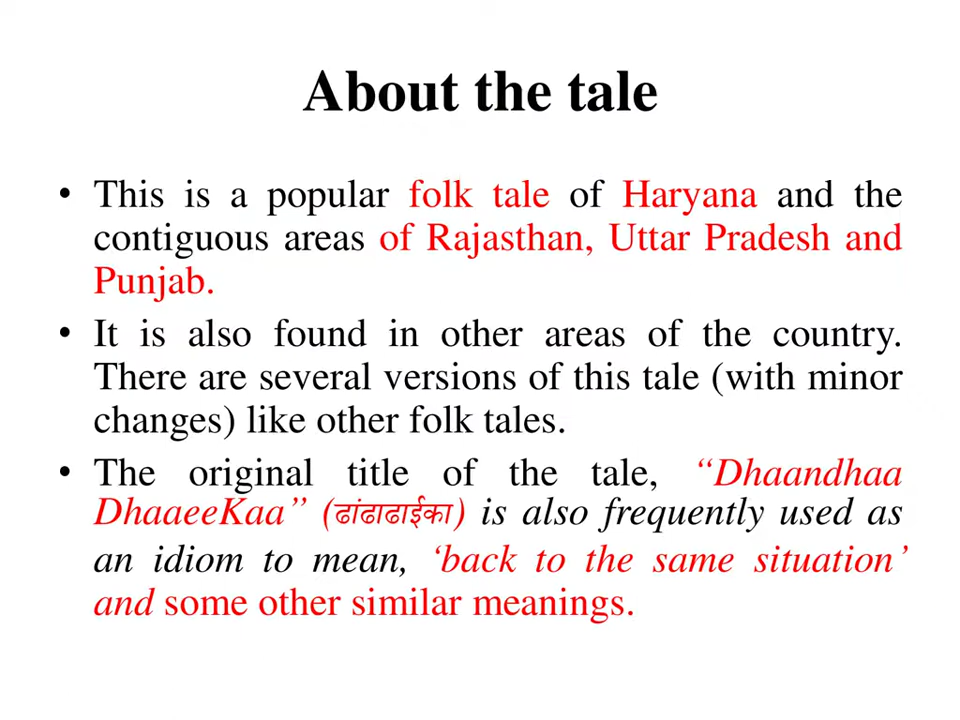 About the tale
• This is a popular folk tale of Haryana and the
contiguous areas of Rajasthan, Uttar Pradesh and
Punjab.
• It is also found in other areas of the country.
There are several versions of this tale (with minor
changes) like other folk tales.
• The original title of the tale, “Dhaandhaa
DhaaeeKaa” (ढांढाढाईका) is also frequently used as
an idiom to mean, ‘back to the same situation’
and some other similar meanings.